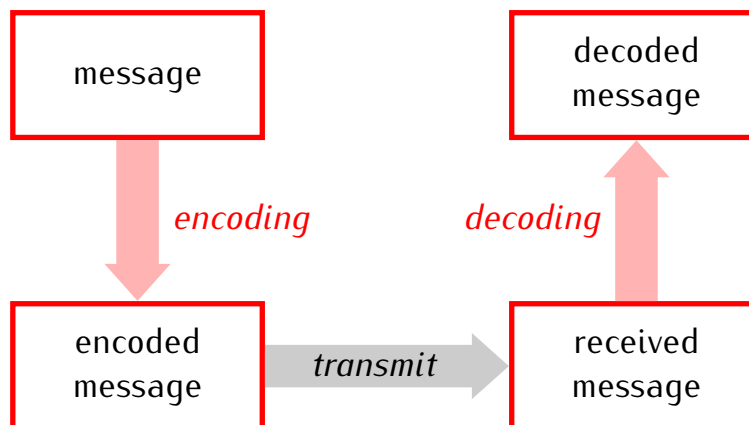 message
decoded
message
encoding
decoding
encoded
message
transmit
received
message